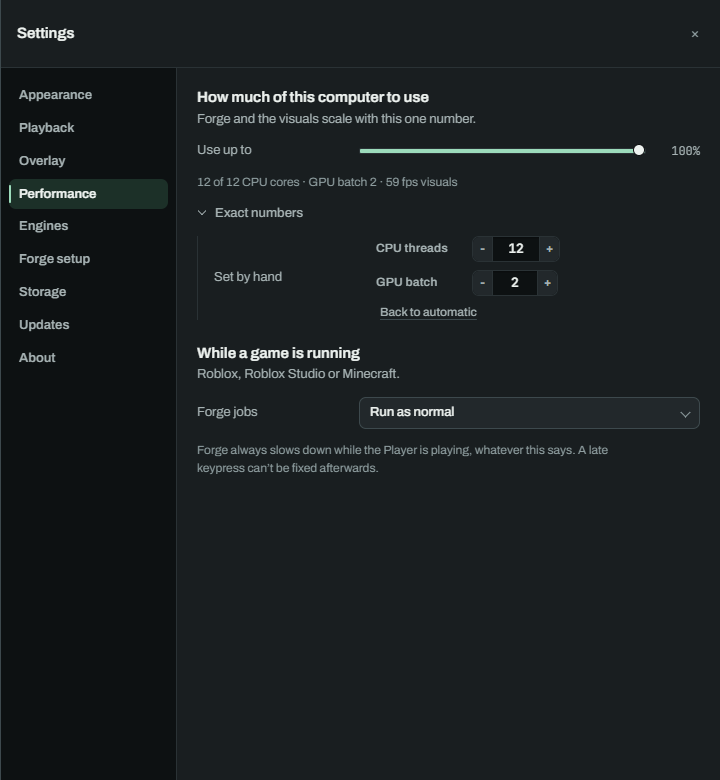 Settings
×
Appearance
Playback
Overlay
Performance
Engines
Forge setup
Storage
Updates
About
How much of this computer to use
Forge and the visuals scale with this one number.
Use up to 100%
12 of 12 CPU cores · GPU batch 2 · 59 fps visuals
Exact numbers
Set by hand
CPU threads - 12 +
GPU batch - 2 +
Back to automatic
While a game is running
Roblox, Roblox Studio or Minecraft.
Forge jobs Run as normal
Forge always slows down while the Player is playing, whatever this says. A late
keypress can't be fixed afterwards.